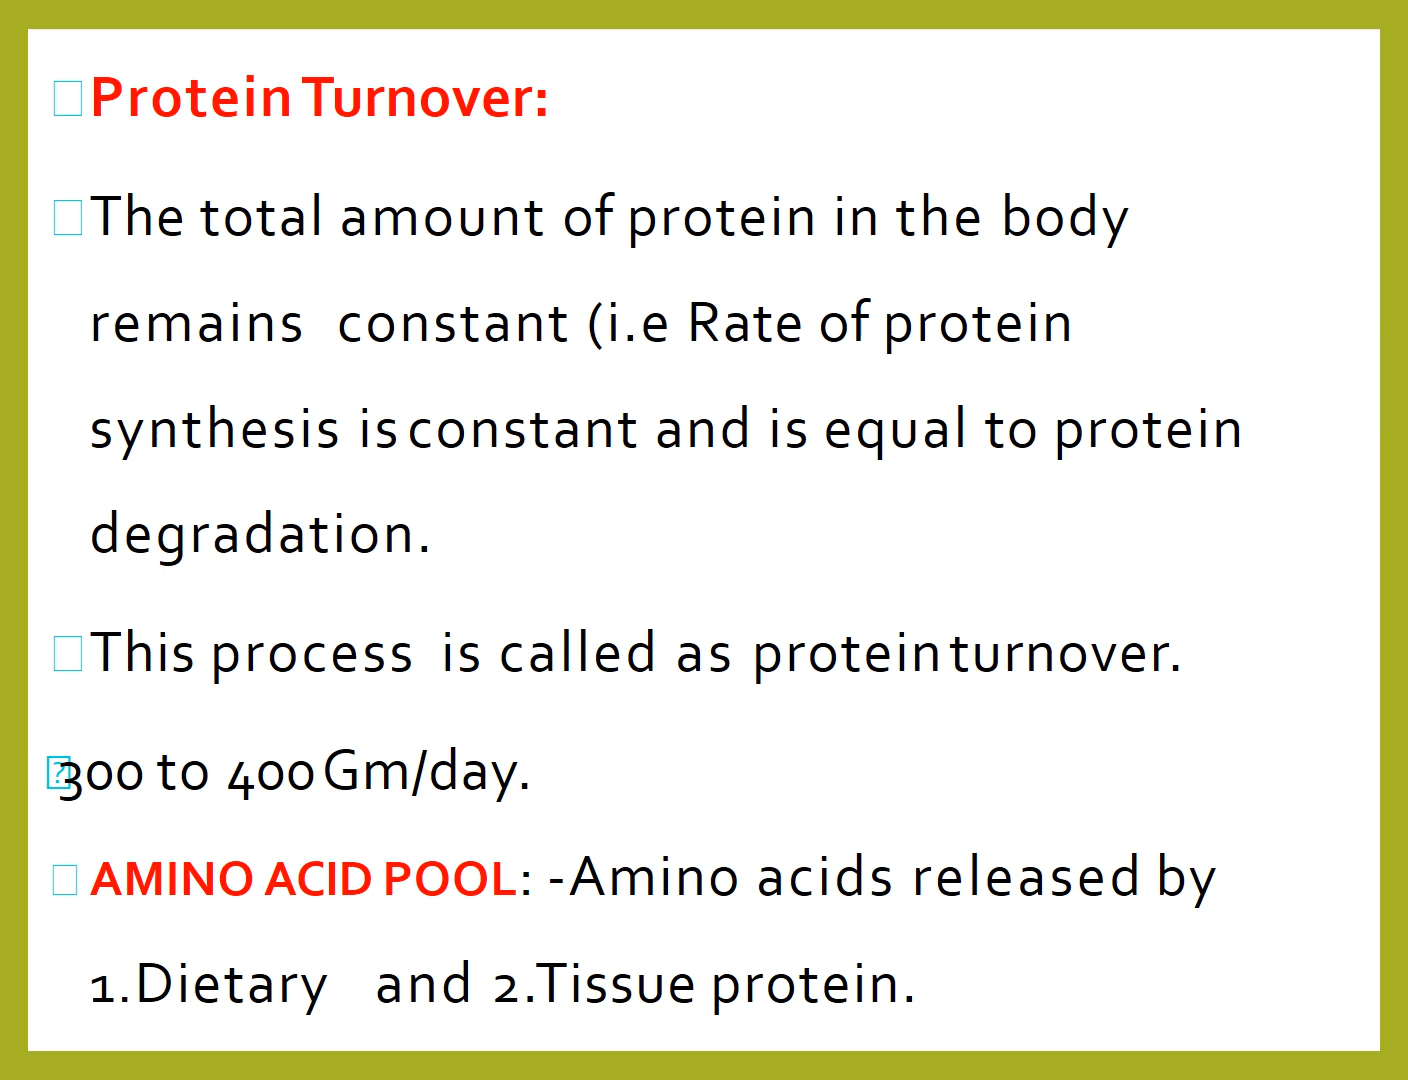 Protein Turnover:
The total amount of protein in the body
remains constant (i.e Rate of protein
synthesis is constant and is equal to protein
degradation.
This process is called as protein turnover.
300 to 400 Gm/day.
AMINO ACID POOL: -Amino acids released by
1.Dietary and 2.Tissue protein.